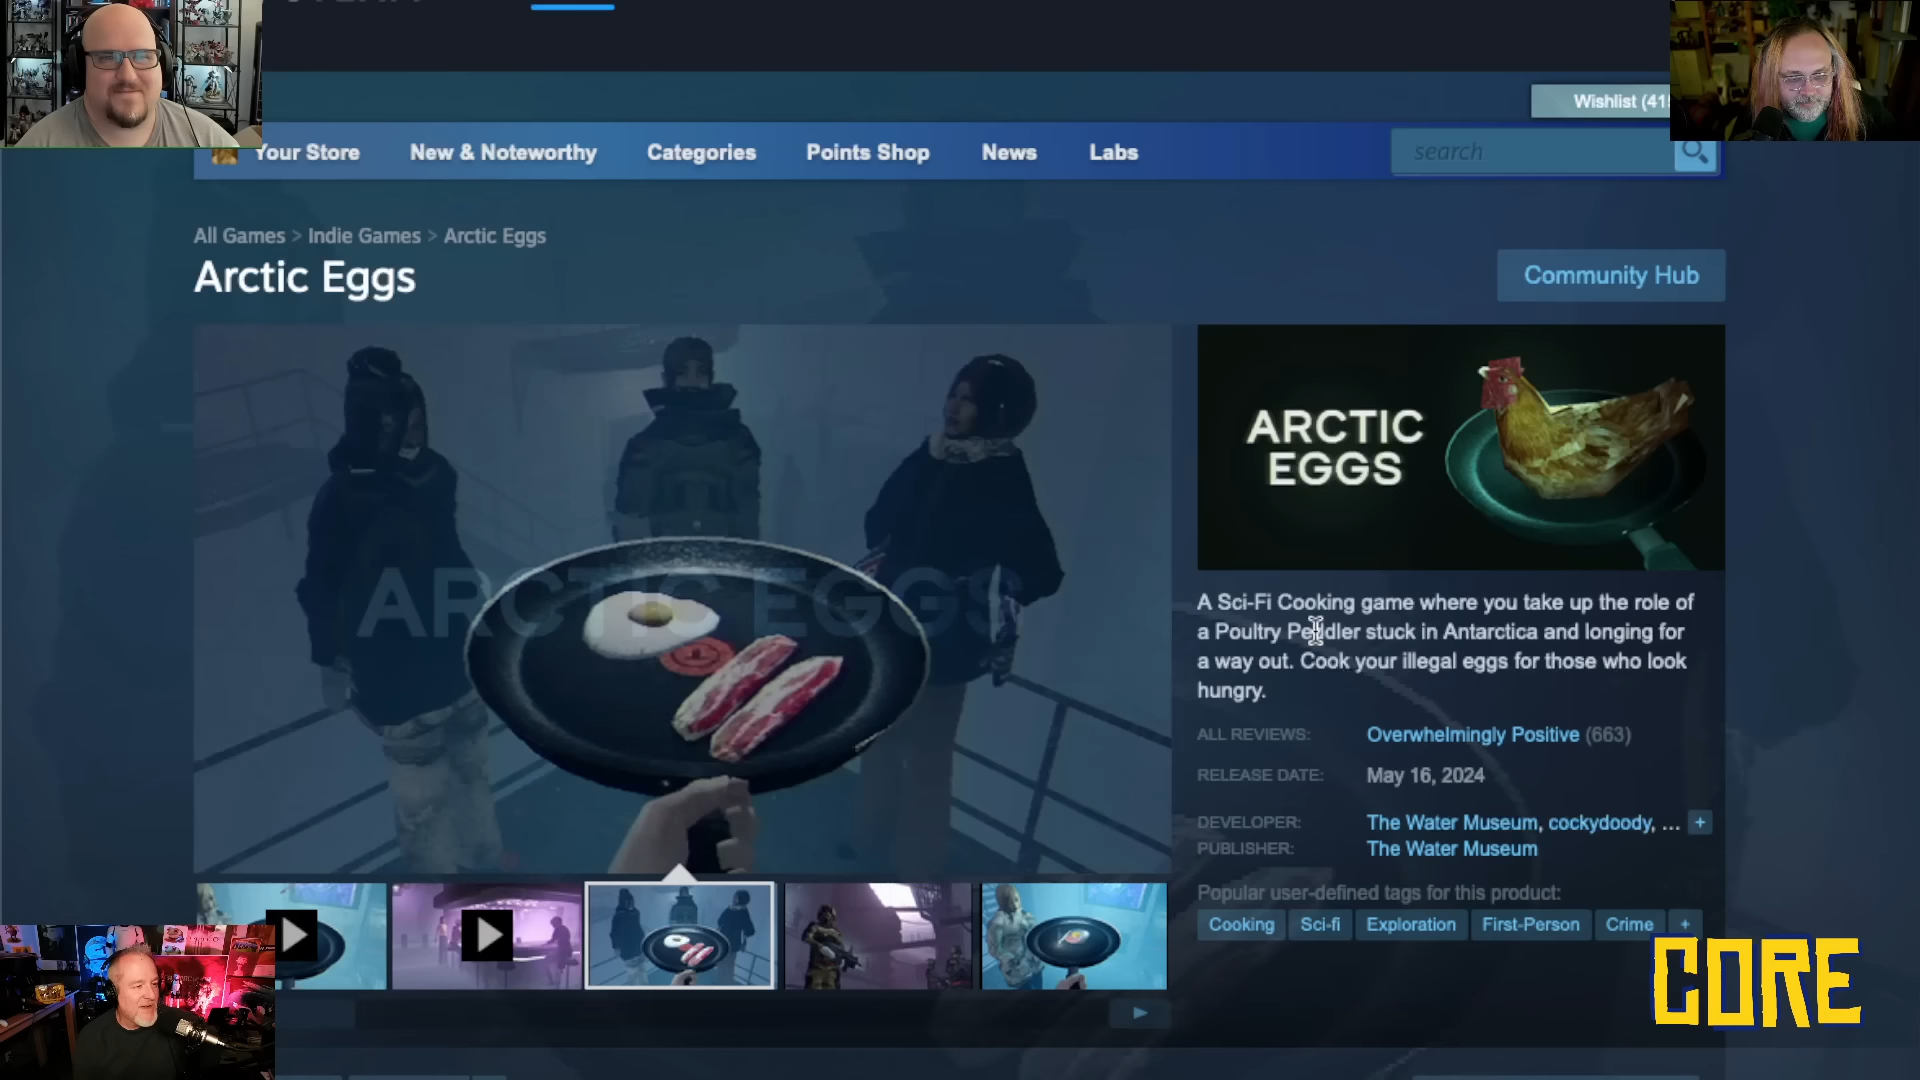 Wishlist (41
Your Store
New & Noteworthy
Categories
Points Shop
News
Labs
search
All Games > Indie Games > Arctic Eggs
Arctic Eggs
Community Hub
ARCTIC EGGS
ARCTIC
EGGS
A Sci-Fi Cooking game where you take up the role of
a Poultry Peddler stuck in Antarctica and longing for
a way out. Cook your illegal eggs for those who look
hungry.
ALL REVIEWS: Overwhelmingly Positive (663)
RELEASE DATE: May 16, 2024
DEVELOPER: The Water Museum, cockydoody, ... +
PUBLISHER: The Water Museum
Popular user-defined tags for this product:
Cooking Sci-fi Exploration First-Person Crime +
CORE